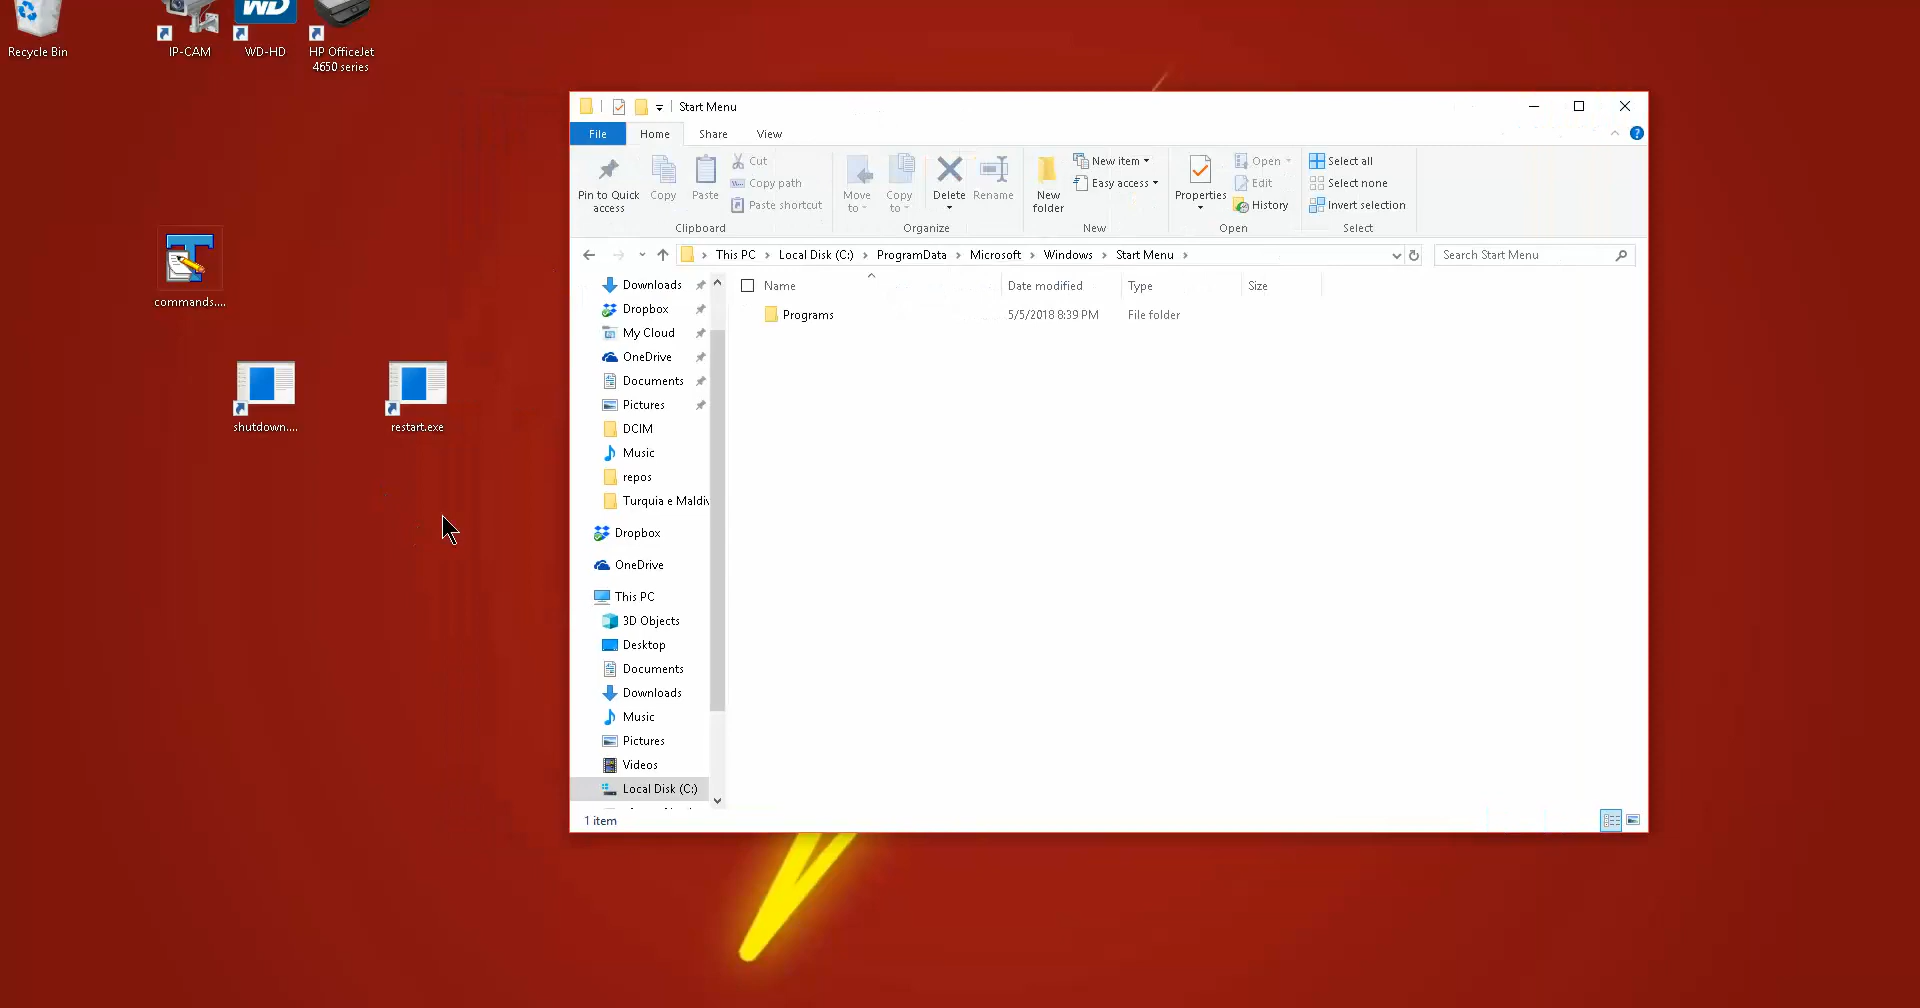 Recycle Bin
IP-CAM
WD
WD-HD
HP OfficeJet
4650 series
commands....
shutdown....
restart.exe
Start Menu
File
Home
Share
View
?
Pin to Quick
access
Copy
Paste
Cut
Copy path
Paste shortcut
Clipboard
Move
to
Copy
to
Delete
Rename
Organize
New
folder
New item
Easy access
New
Properties
Open
Edit
History
Open
Select all
Select none
Invert selection
Select
This PC > Local Disk (C:) > ProgramData > Microsoft > Windows > Start Menu >
Search Start Menu
Name
Date modified
Type
Size
Programs
5/5/2018 8:39 PM
File folder
Downloads
Dropbox
My Cloud
OneDrive
Documents
Pictures
DCIM
Music
repos
Turquia e Maldiv
Dropbox
OneDrive
This PC
3D Objects
Desktop
Documents
Downloads
Music
Pictures
Videos
Local Disk (C:)
1 item